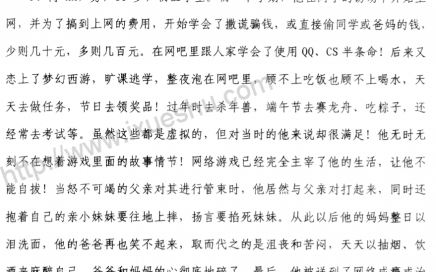 网，并为了搞到上网的费用，开始学会了撒谎骗钱，或直接偷同学或爸妈的钱，
少则几十元，多则几百元。在网吧里跟人家学会了使用QQ、CS半条命！后来又
恋上了梦幻西游，旷课逃学，整夜泡在网吧里，顾不上吃饭也顾不上喝水，天
天去做任务，节日去领奖品！过年时去杀年兽，端午节去赛龙舟、吃粽子，还
经常去考试等。虽然这些都是虚拟的，但对当时的他来说却很满足！他无时无
刻不在想着游戏里面的故事情节！网络游戏已经完全主宰了他的生活，让他不
能自拔！当怒不可竭的父亲对其进行管束时，他居然与父亲对打起来，同时还
抱着自己的亲小妹妹要往地上摔，扬言要掐死妹妹。从此以后他的妈妈整日以
泪洗面，他的爸爸再也笑不起来，取而代之的是沮丧和苦闷，天天以抽烟、饮
http://www.ixueshu.com